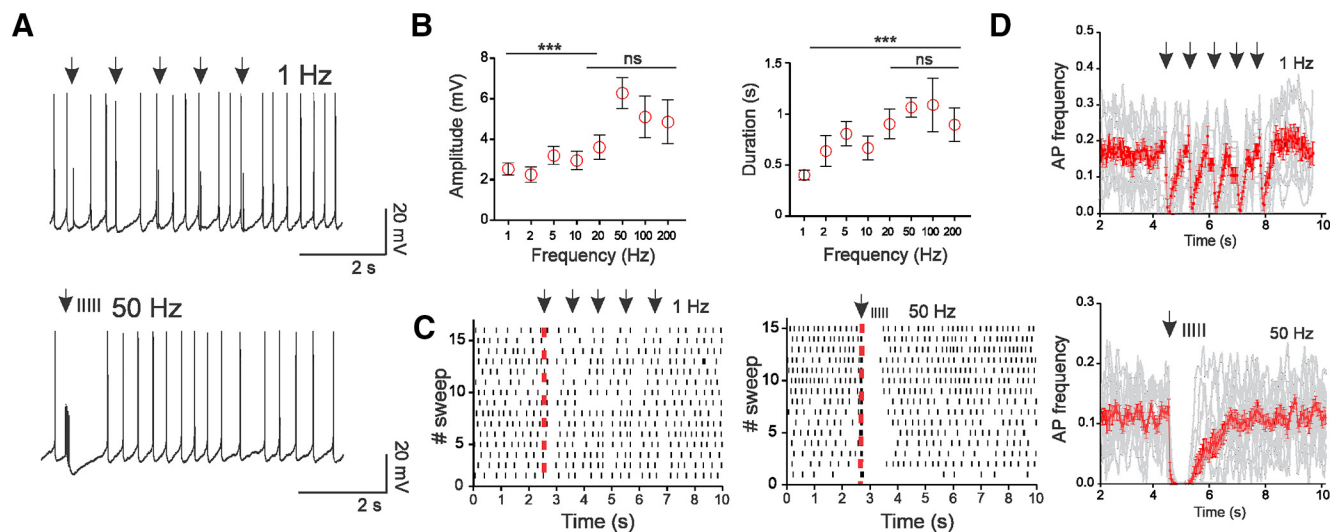 A
1 Hz
20 mV
2 s
50 Hz
20 mV
2 s
B
***
ns
Amplitude (mV)
8
6
4
2
0
1 2 5 10 20 50 100 200
Frequency (Hz)
***
ns
Duration (s)
1.5
1
0.5
0
1 2 5 10 20 50 100 200
Frequency (Hz)
C
1 Hz
# sweep
15
10
5
0
0 1 2 3 4 5 6 7 8 9 10
Time (s)
50 Hz
# sweep
15
10
5
0
0 1 2 3 4 5 6 7 8 9 10
Time (s)
D
1 Hz
AP frequency
0.4
0.3
0.2
0.1
0.0
2 4 6 8 10
Time (s)
50 Hz
AP frequency
0.3
0.2
0.1
0.0
2 4 6 8 10
Time (s)